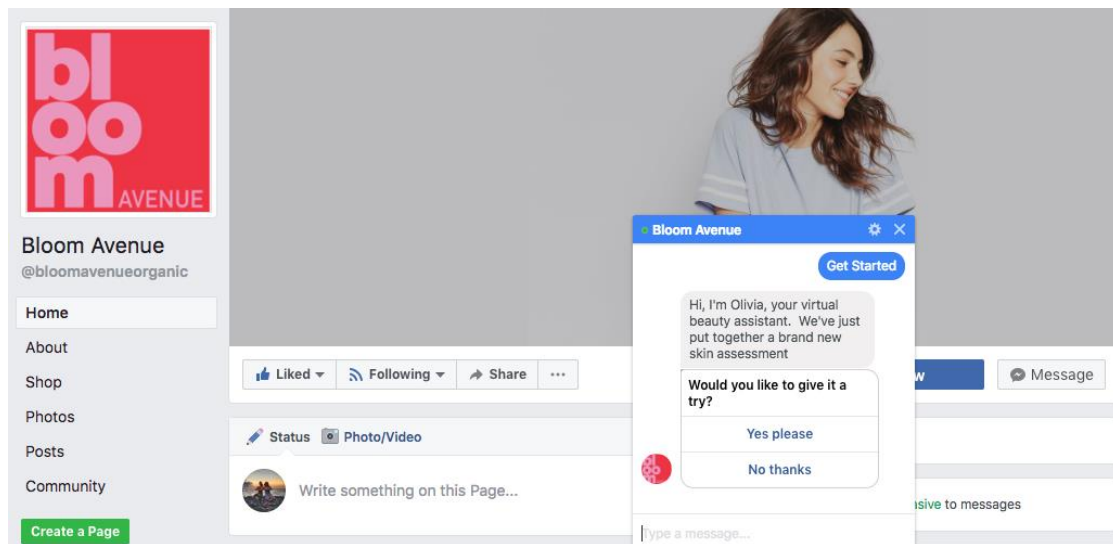 bl
oo
m AVENUE
Bloom Avenue
@bloomavenueorganic
Home
About
Shop
Photos
Posts
Community
Create a Page
Liked
Following
Share
...
Message
Status
Photo/Video
Write something on this Page...
to messages
Bloom Avenue
Get Started
Hi, I'm Olivia, your virtual
beauty assistant. We've just
put together a brand new
skin assessment
Would you like to give it a
try?
Yes please
No thanks
Type a message...